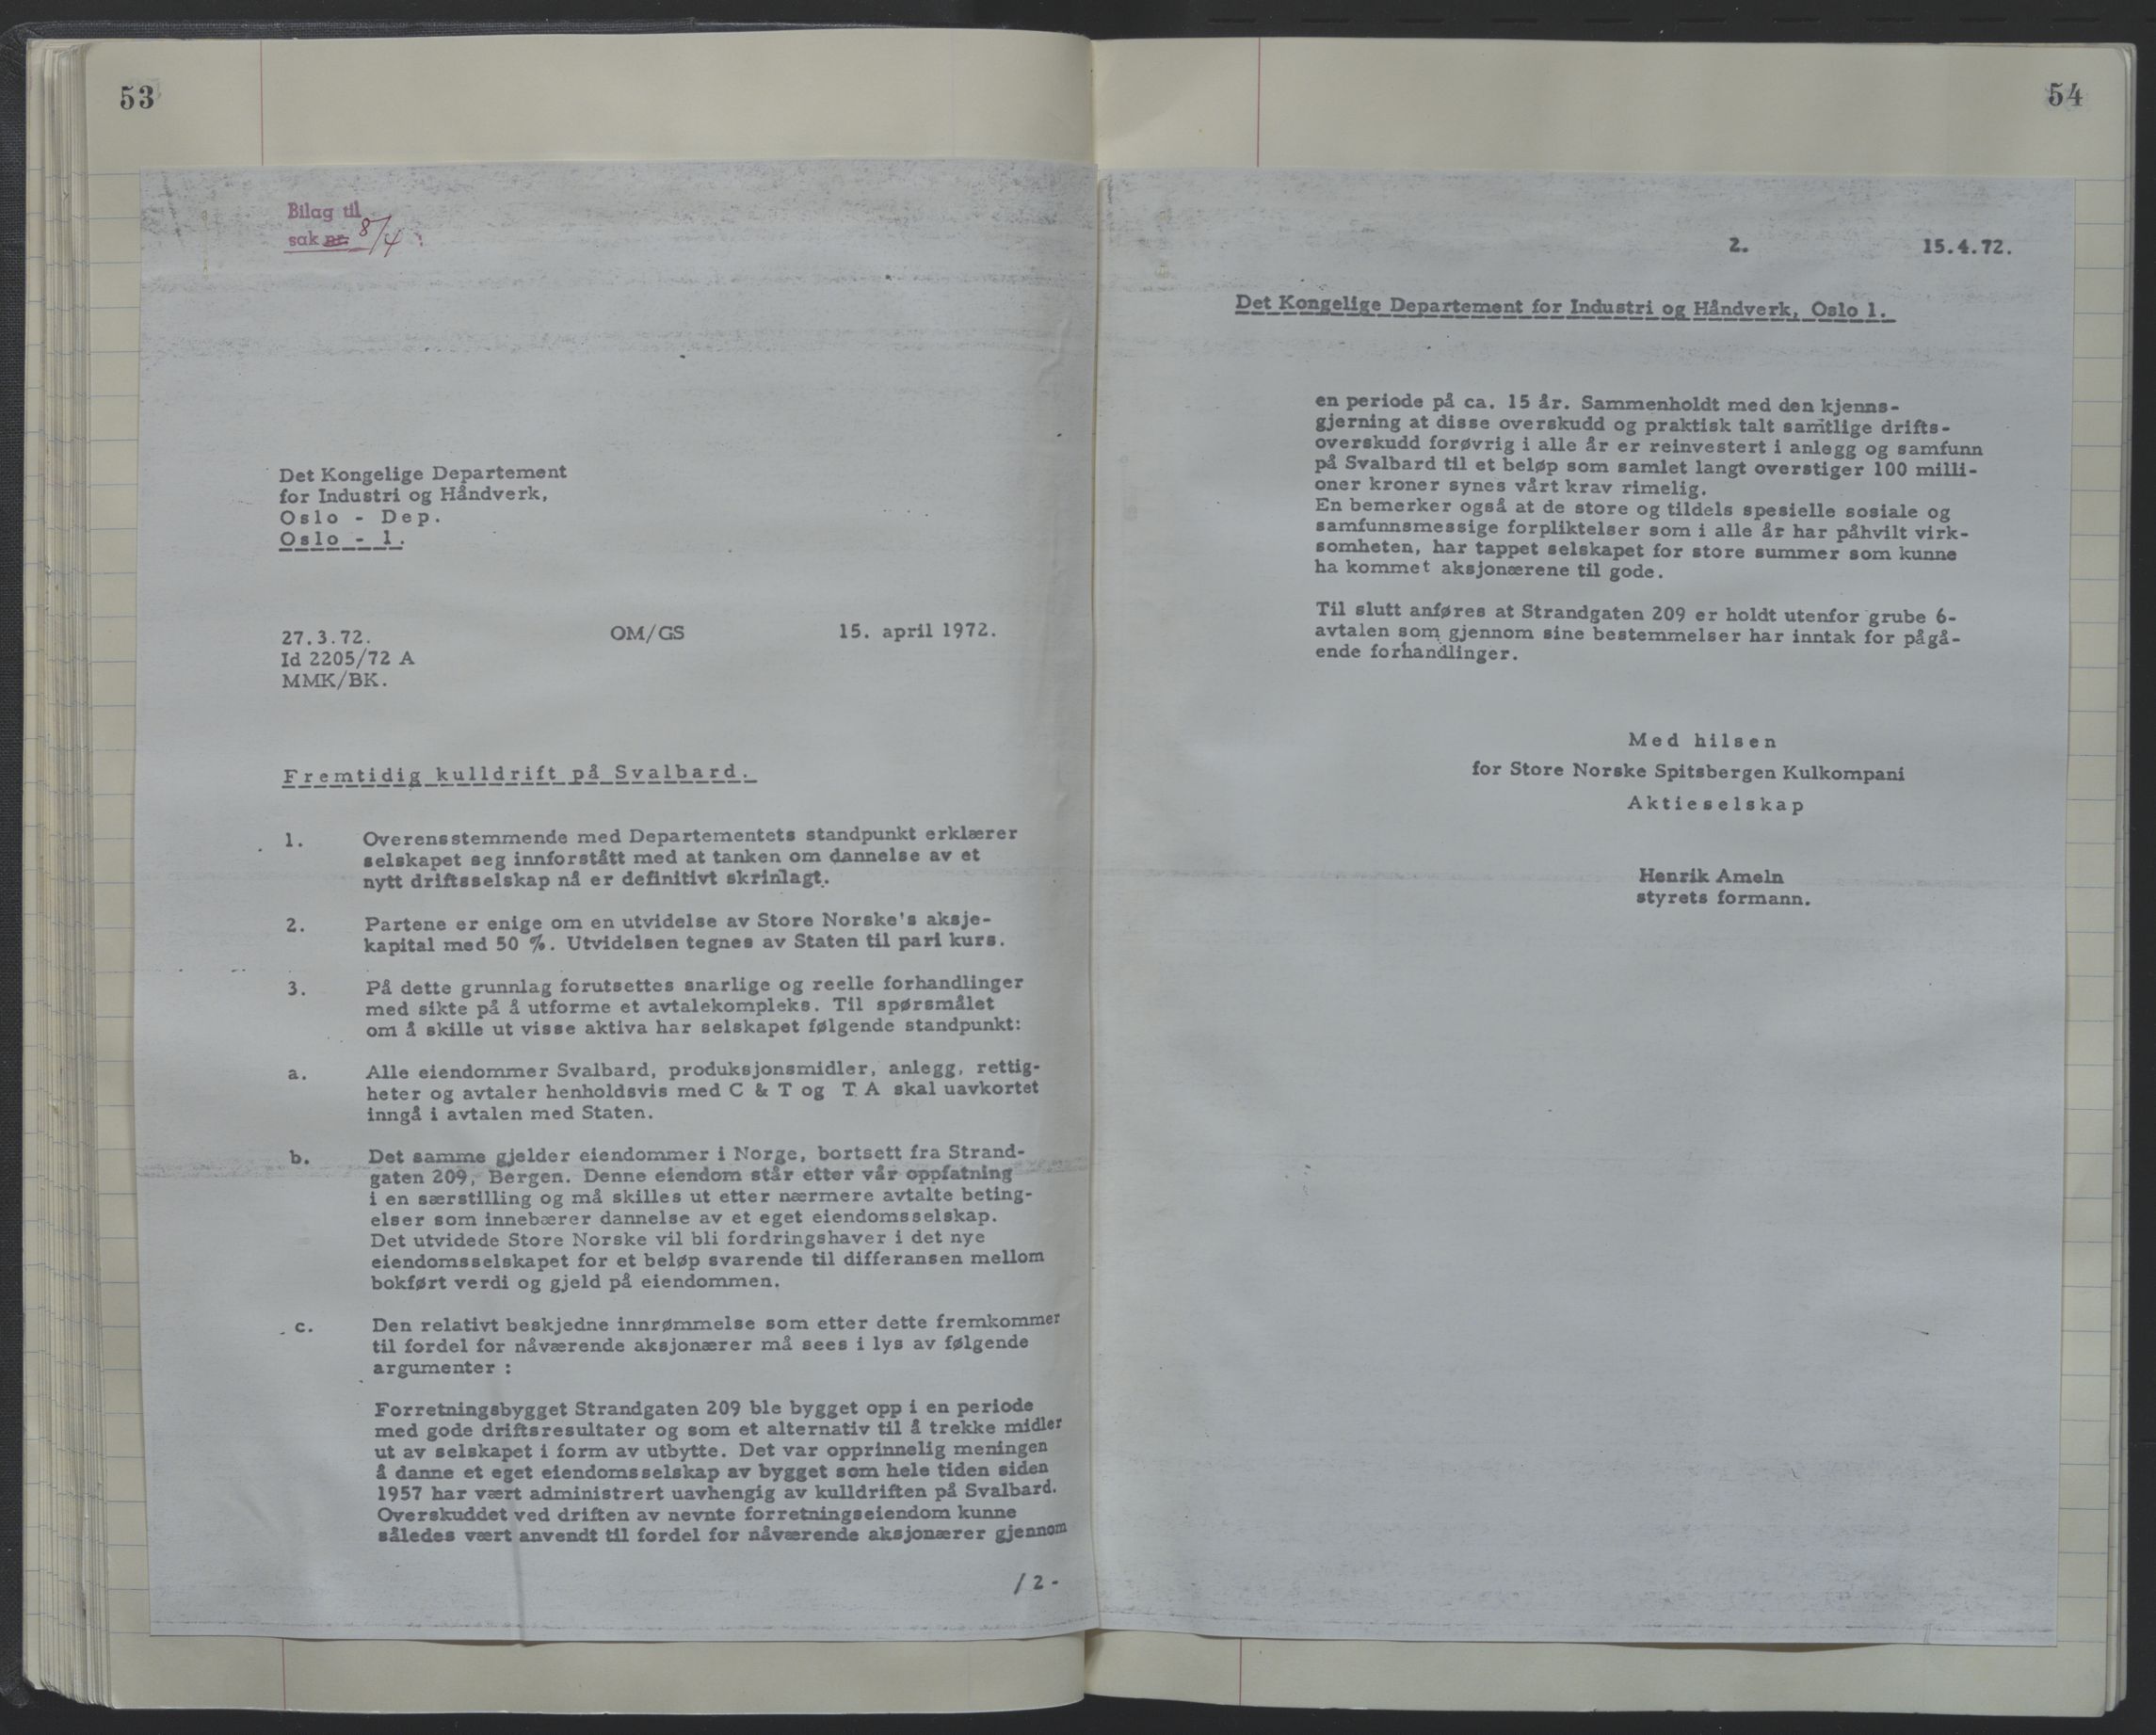 53
Bilag til
sak nr. 8/4
Det Kongelige Departement
for Industri og Håndverk,
Oslo - Dep.
Oslo - 1.
27.3.72. OM/GS 15. april 1972.
Id 2205/72 A
MMK/BK.
Fremtidig kulldrift på Svalbard.
1. Overensstemmende med Departementets standpunkt erklærer
selskapet seg innforstått med at tanken om dannelse av et
nytt driftsselskap nå er definitivt skrinlagt.
2. Partene er enige om en utvidelse av Store Norske's aksje-
kapital med 50 %. Utvidelsen tegnes av Staten til pari kurs.
3. På dette grunnlag forutsettes snarlige og reelle forhandlinger
med sikte på å utforme et avtalekompleks. Til spørsmålet
om å skille ut visse aktiva har selskapet følgende standpunkt:
a. Alle eiendommer Svalbard, produksjonsmidler, anlegg, rettig-
heter og avtaler henholdsvis med C & T og T A skal uavkortet
inngå i avtalen med Staten.
b. Det samme gjelder eiendommer i Norge, bortsett fra Strand-
gaten 209, Bergen. Denne eiendom står etter vår oppfatning
i en særstilling og må skilles ut etter nærmere avtalte beting-
elser som innebærer dannelse av et eget eiendomsselskap.
Det utvidede Store Norske vil bli fordringshaver i det nye
eiendomsselskapet for et beløp svarende til differansen mellom
bokført verdi og gjeld på eiendommen.
c. Den relativt beskjedne innrømmelse som etter dette fremkommer
til fordel for nåværende aksjonærer må sees i lys av følgende
argumenter :
Forretningsbygget Strandgaten 209 ble bygget opp i en periode
med gode driftsresultater og som et alternativ til å trekke midler
ut av selskapet i form av utbytte. Det var opprinnelig meningen
å danne et eget eiendomsselskap av bygget som hele tiden siden
1957 har vært administrert uavhengig av kulldriften på Svalbard.
Overskuddet ved driften av nevnte forretningseiendom kunne
således vært anvendt til fordel for nåværende aksjonærer gjennom
/2-
54
2. 15.4.72.
Det Kongelige Departement for Industri og Håndverk, Oslo 1.
en periode på ca. 15 år. Sammenholdt med den kjenns-
gjerning at disse overskudd og praktisk talt samtlige drifts-
overskudd forøvrig i alle år er reinvestert i anlegg og samfunn
på Svalbard til et beløp som samlet langt overstiger 100 milli-
oner kroner synes vårt krav rimelig.
En bemerker også at de store og tildels spesielle sosiale og
samfunnsmessige forpliktelser som i alle år har påhvilt virk-
somheten, har tappet selskapet for store summer som kunne
ha kommet aksjonærene til gode.
Til slutt anføres at Strandgaten 209 er holdt utenfor grube 6-
avtalen som gjennom sine bestemmelser har inntak for pågå-
ende forhandlinger.
Med hilsen
for Store Norske Spitsbergen Kulkompani
Aktieselskap
Henrik Ameln
styrets formann.